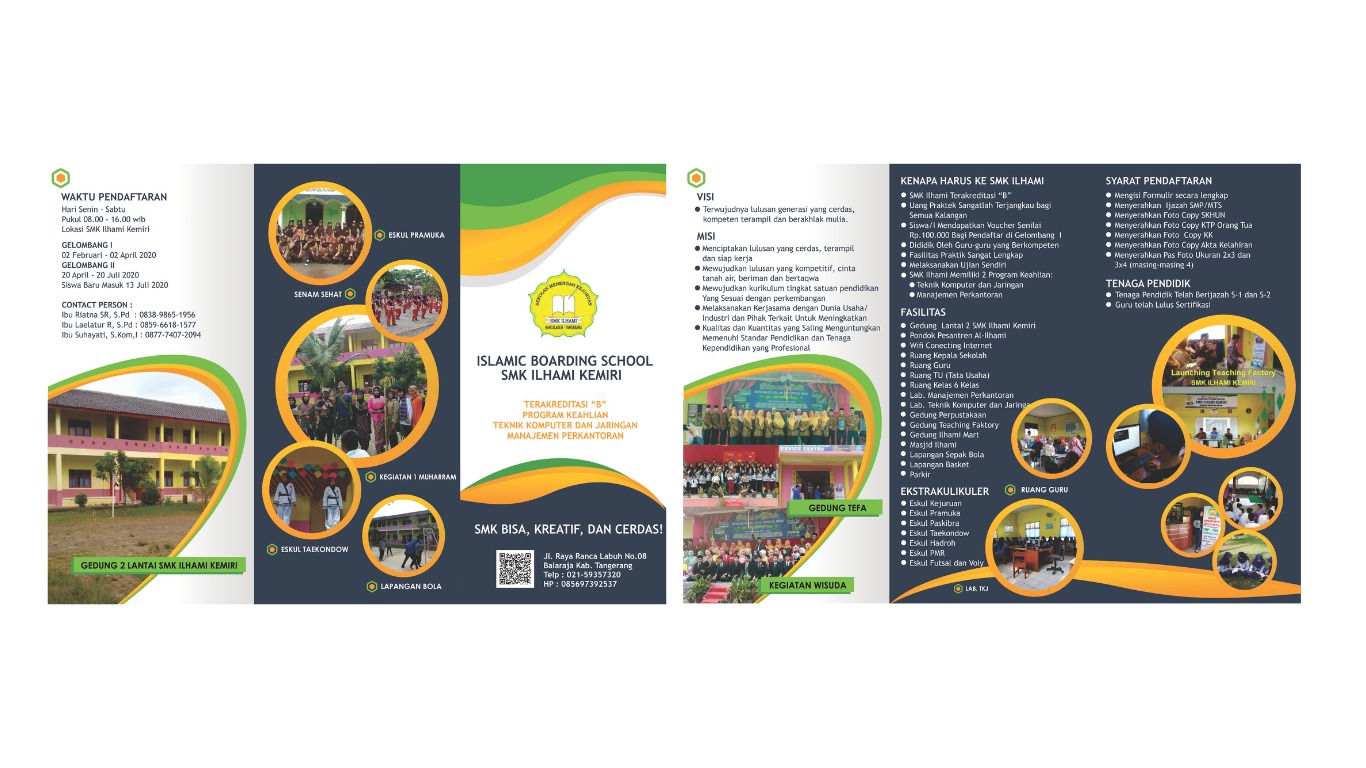 WAKTU PENDAFTARAN
Hari Senin - Sabtu
Pukul 08.00 - 16.00 wib
Lokasi SMK Ilhami Kemiri
GELOMBANG I
02 Februari - 02 April 2020
GELOMBANG II
20 April - 20 Juli 2020
Siswa Baru Masuk 13 Juli 2020
CONTACT PERSON :
Ibu Riatna SR, S.Pd : 0838-9865-1956
Ibu Laelatur R, S.Pd : 0859-6618-1577
Ibu Suhayati, S.Kom,I : 0877-7407-2094
GEDUNG 2 LANTAI SMK ILHAMI KEMIRI
ESKUL PRAMUKA
SENAM SEHAT
KEGIATAN 1 MUHARRAM
ESKUL TAEKONDOW
LAPANGAN BOLA
SEKOLAH MENENGAH KEJURUAN
SMK ILHAMI
ISLAMIC BOARDING SCHOOL
SMK ILHAMI KEMIRI
TERAKREDITASI “B”
PROGRAM KEAHLIAN
TEKNIK KOMPUTER DAN JARINGAN
MANAJEMEN PERKANTORAN
SMK BISA, KREATIF, DAN CERDAS!
Jl. Raya Ranca Labuh No.08
Balaraja Kab. Tangerang
Telp : 021-59357320
HP : 085697392537
VISI
Terwujudnya lulusan generasi yang cerdas,
kompeten terampil dan berakhlak mulia.
MISI
Menciptakan lulusan yang cerdas, terampil
dan siap kerja
Mewujudkan lulusan yang kompetitif, cinta
tanah air, beriman dan bertaqwa
Mewujudkan kurikulum tingkat satuan pendidikan
Yang Sesuai dengan perkembangan
Melaksanakan Kerjasama dengan Dunia Usaha/
Industri dan Pihak Terkait Untuk Meningkatkan
Kualitas dan Kuantitas yang Saling Menguntungkan
Memenuhi Standar Pendidikan dan Tenaga
Kependidikan yang Profesional
SERVICE CENTER
GEDUNG TEFA
KEGIATAN WISUDA
KENAPA HARUS KE SMK ILHAMI
SMK Ilhami Terakreditasi “B”
Uang Praktek Sangatlah Terjangkau bagi
Semua Kalangan
Siswa/i Mendapatkan Voucher Senilai
Rp.100.000 Bagi Pendaftar di Gelombang I
Dididik Oleh Guru-guru yang Berkompeten
Fasilitas Praktik Sangat Lengkap
Melaksanakan Ujian Sendiri
SMK Ilhami Memiliki 2 Program Keahlian:
Teknik Komputer dan Jaringan
Manajemen Perkantoran
FASILITAS
Gedung Lantai 2 SMK Ilhami Kemiri
Pondok Pesantren Al-Ilhami
Wifi Conecting Internet
Ruang Kepala Sekolah
Ruang Guru
Ruang TU (Tata Usaha)
Ruang Kelas 6 Kelas
Lab. Manajemen Perkantoran
Lab. Teknik Komputer dan Jaringa
Gedung Perpustakaan
Gedung Teaching Faktory
Gedung Ilhami Mart
Masjid Ilhami
Lapangan Sepak Bola
Lapangan Basket
Parkir
EKSTRAKULIKULER
Eskul Kejuruan
Eskul Pramuka
Eskul Paskibra
Eskul Taekondow
Eskul Hadroh
Eskul PMR
Eskul Futsal dan Voly
RUANG GURU
LAB. TKJ
SYARAT PENDAFTARAN
Mengisi Formulir secara lengkap
Menyerahkan Ijazah SMP/MTS
Menyerahkan Foto Copy SKHUN
Menyerahkan Foto Copy KTP Orang Tua
Menyerahkan Foto Copy KK
Menyerahkan Foto Copy Akta Kelahiran
Menyerahkan Pas Foto Ukuran 2x3 dan
3x4 (masing-masing 4)
TENAGA PENDIDIK
Tenaga Pendidik Telah Berijazah S-1 dan S-2
Guru telah Lulus Sertifikasi
Launching Teaching Factory
SMK ILHAMI KEMIRI